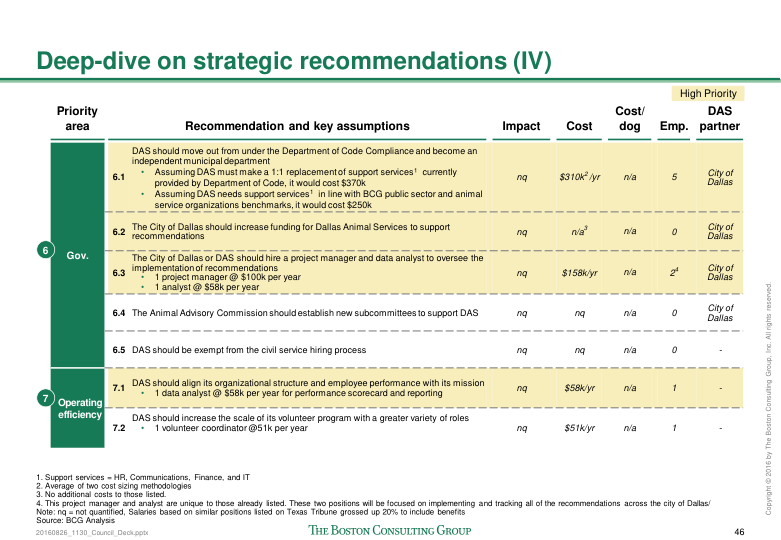 Deep-dive on strategic recommendations (IV)
High Priority
Priority area Recommendation and key assumptions Impact Cost Cost/ dog Emp. DAS partner
6 Gov.
6.1 DAS should move out from under the Department of Code Compliance and become an
independent municipal department
• Assuming DAS must make a 1:1 replacement of support services1 currently
provided by Department of Code, it would cost $370k
• Assuming DAS needs support services1 in line with BCG public sector and animal
service organizations benchmarks, it would cost $250k
nq $310k2 /yr n/a 5 City of Dallas
6.2 The City of Dallas should increase funding for Dallas Animal Services to support
recommendations
nq n/a3 n/a 0 City of Dallas
6.3 The City of Dallas or DAS should hire a project manager and data analyst to oversee the
implementation of recommendations
• 1 project manager @ $100k per year
• 1 analyst @ $58k per year
nq $158k/yr n/a 24 City of Dallas
6.4 The Animal Advisory Commission should establish new subcommittees to support DAS nq nq n/a 0 City of Dallas
6.5 DAS should be exempt from the civil service hiring process nq nq n/a 0 -
7 Operating efficiency
7.1 DAS should align its organizational structure and employee performance with its mission
• 1 data analyst @ $58k per year for performance scorecard and reporting
nq $58k/yr n/a 1 -
7.2 DAS should increase the scale of its volunteer program with a greater variety of roles
• 1 volunteer coordinator @51k per year
nq $51k/yr n/a 1 -
1. Support services = HR, Communications, Finance, and IT
2. Average of two cost sizing methodologies
3. No additional costs to those listed.
4. This project manager and analyst are unique to those already listed. These two positions will be focused on implementing and tracking all of the recommendations across the city of Dallas/
Note: nq = not quantified, Salaries based on similar positions listed on Texas Tribune grossed up 20% to include benefits
Source: BCG Analysis
20160826_1130_Council_Deck.pptx
THE BOSTON CONSULTING GROUP
46
Copyright © 2016 by The Boston Consulting Group, Inc. All rights reserved.